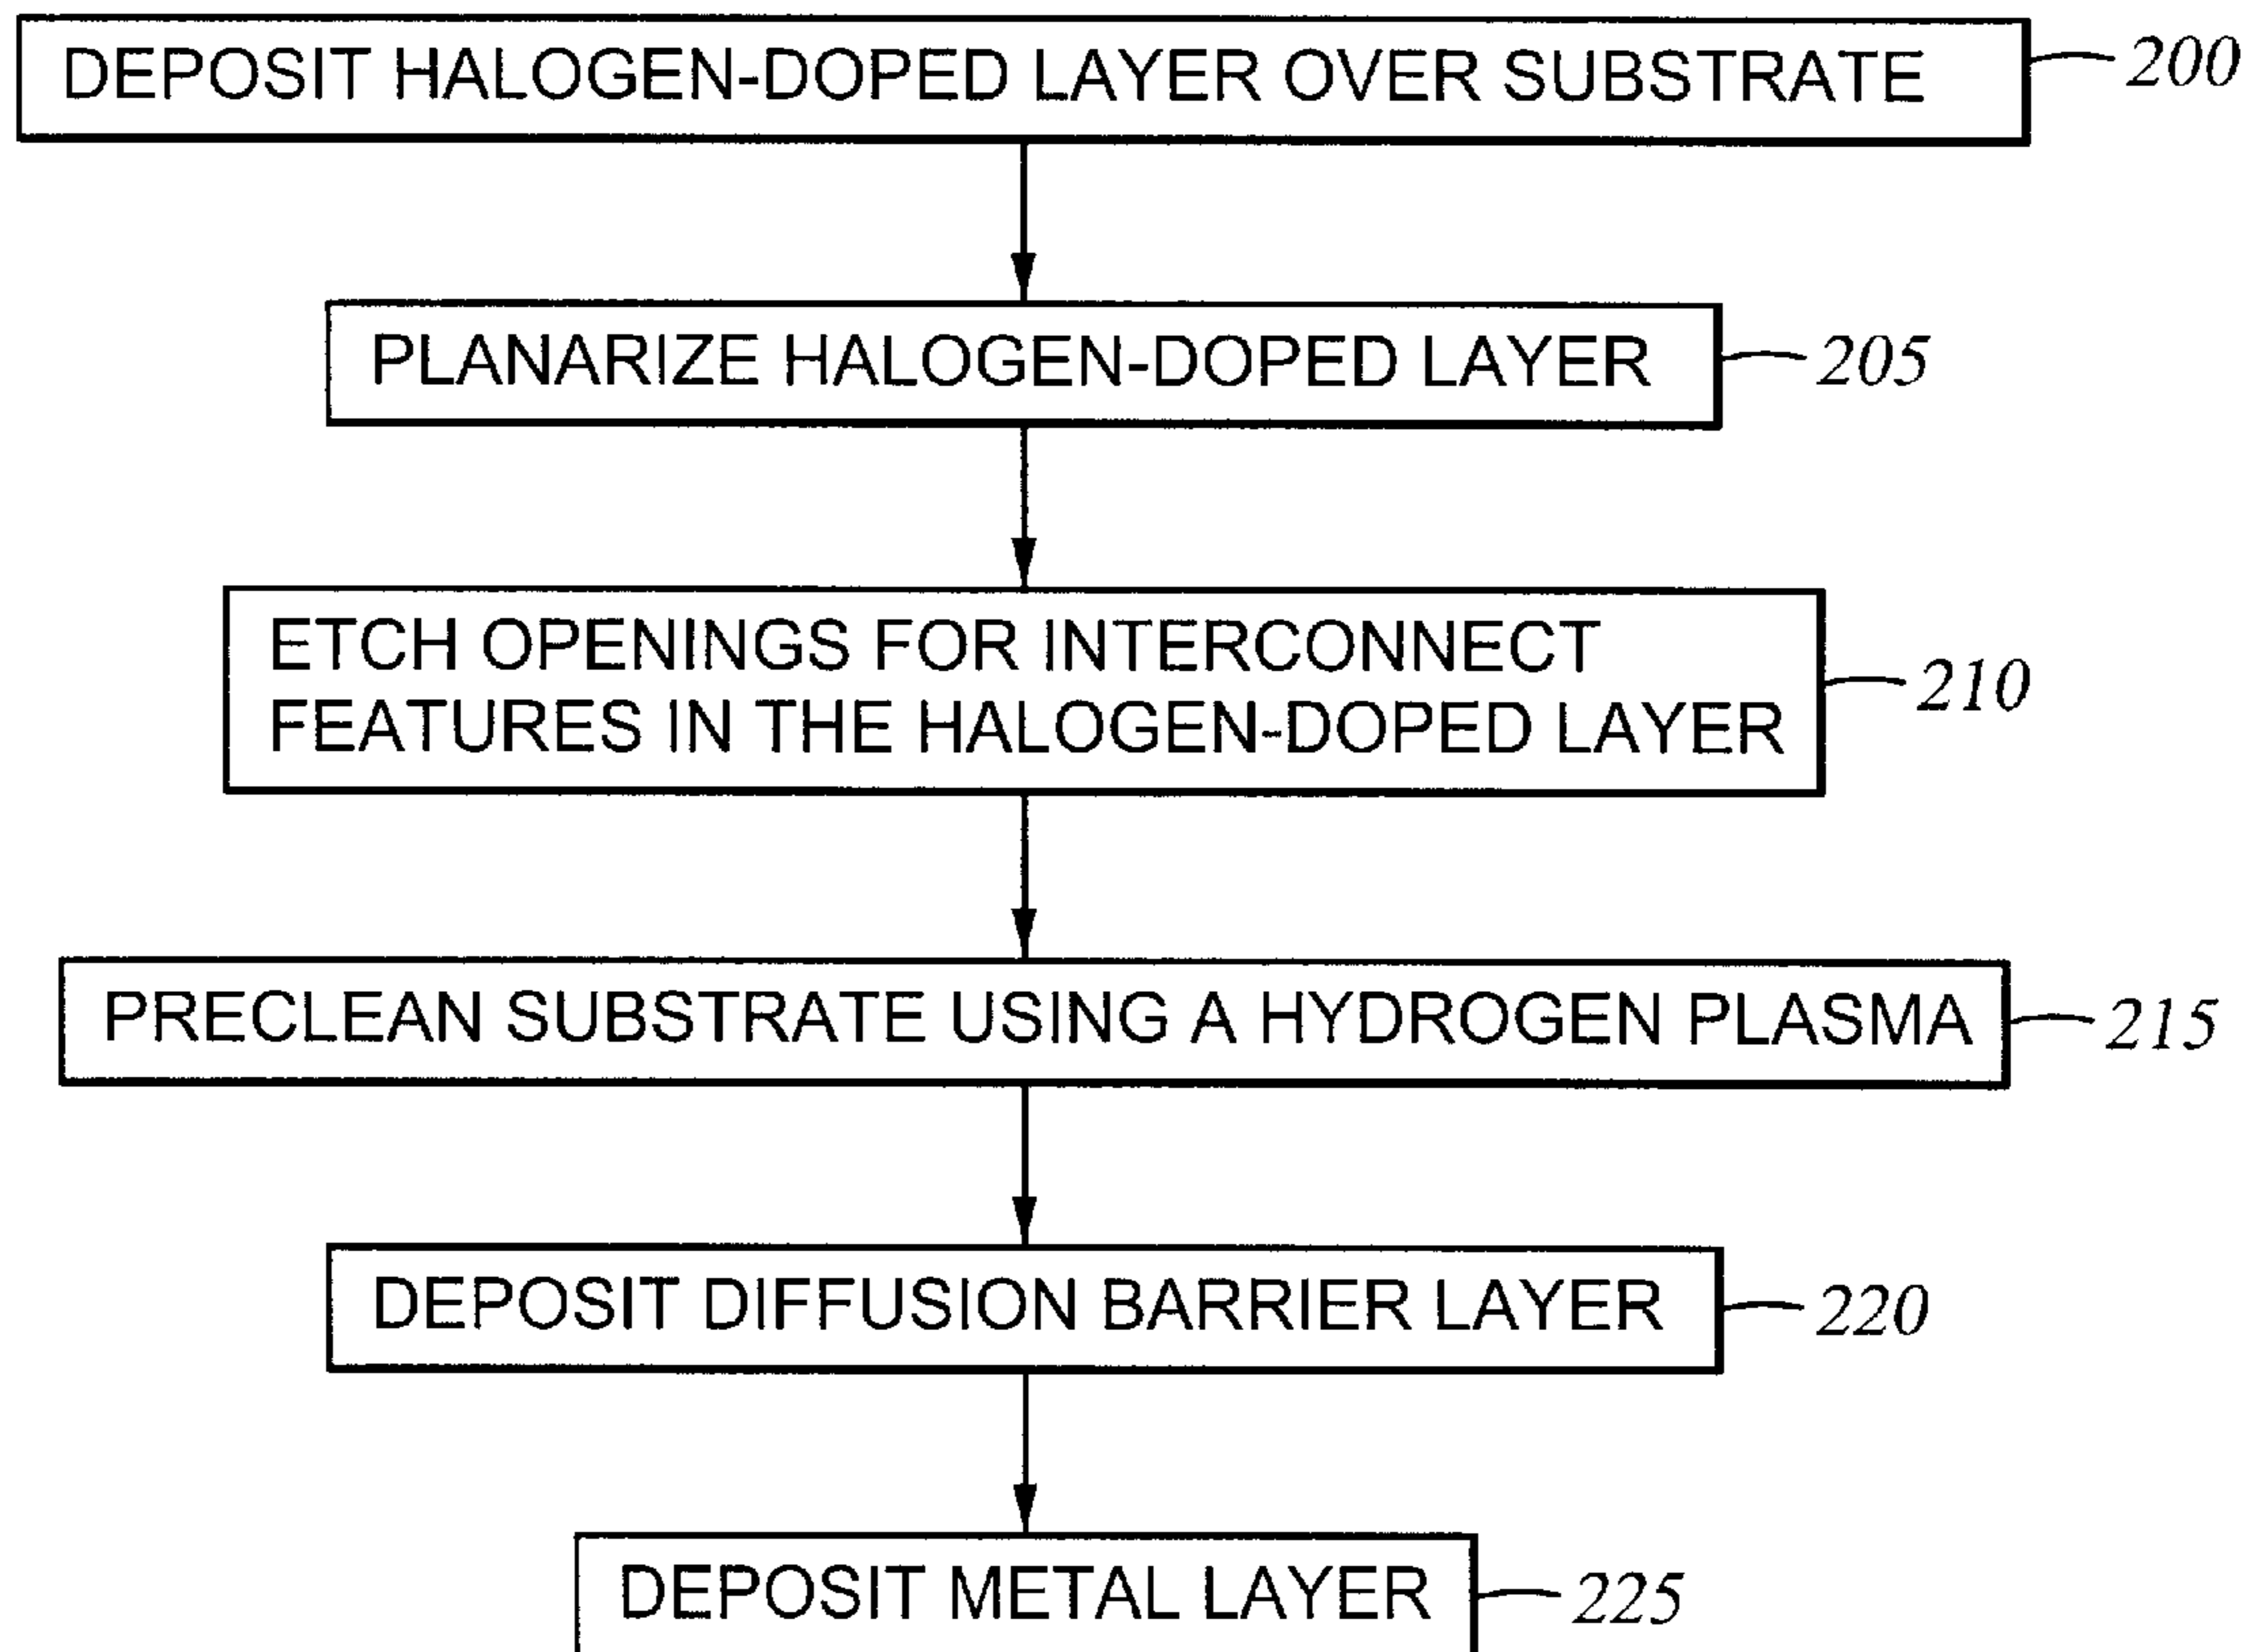 DEPOSIT HALOGEN-DOPED LAYER OVER SUBSTRATE
200
PLANARIZE HALOGEN-DOPED LAYER
205
ETCH OPENINGS FOR INTERCONNECT
FEATURES IN THE HALOGEN-DOPED LAYER
210
PRECLEAN SUBSTRATE USING A HYDROGEN PLASMA
215
DEPOSIT DIFFUSION BARRIER LAYER
220
DEPOSIT METAL LAYER
225